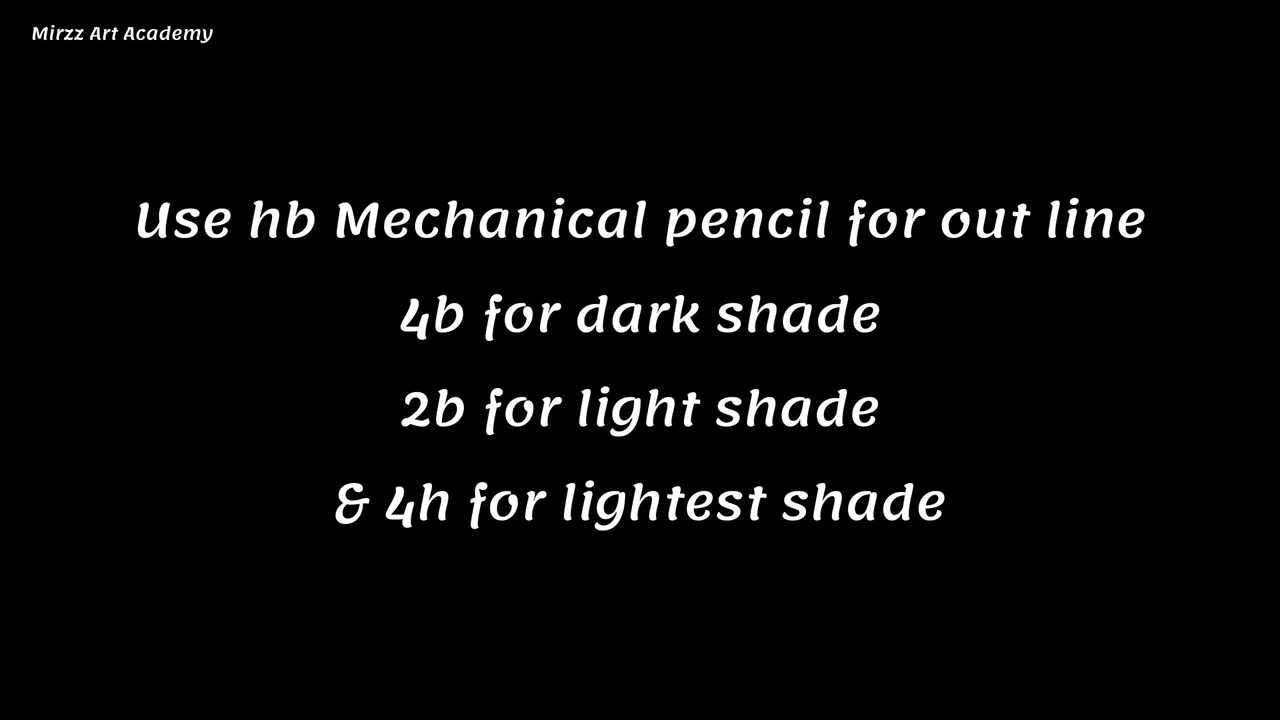 Mirzz Art Academy
Use hb Mechanical pencil for out line
4b for dark shade
2b for light shade
& 4h for lightest shade